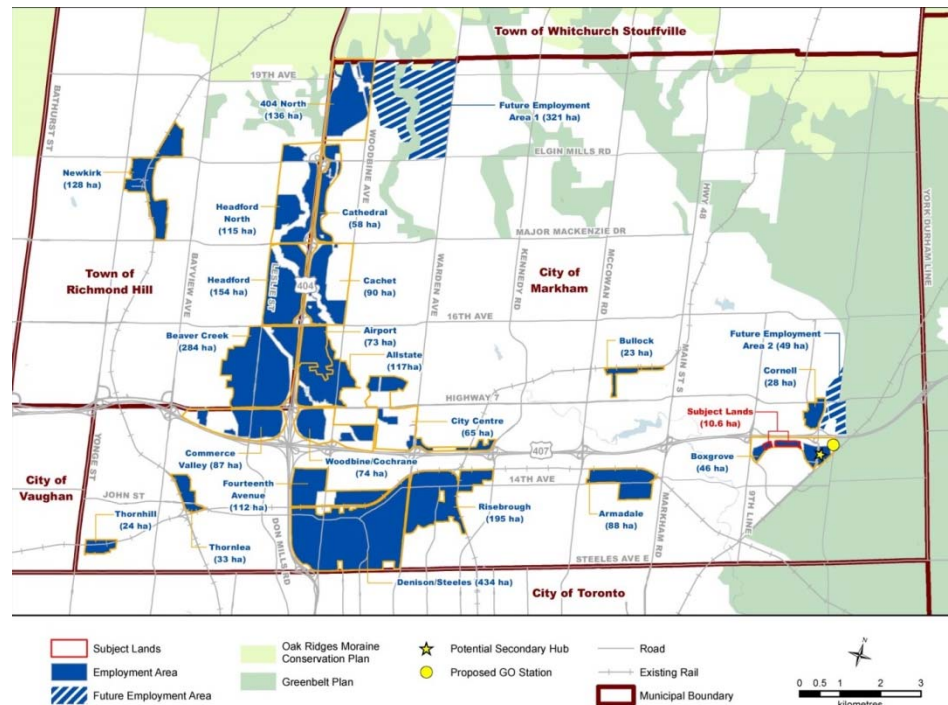 Town of Whitchurch Stouffville
19TH AVE
404 North
(136 ha)
Future Employment
Area 1 (321 ha)
BATHURST ST
WOODBINE AVE
ELGIN MILLS RD
Newkirk
(128 ha)
HWY 48
YORK/DURHAM LINE
Headford
North
(115 ha)
Cathedral
(58 ha)
MAJOR MACKENZIE DR
Town of
Richmond Hill
BAYVIEW AVE
LESLIE ST
Headford
(154 ha)
404
Cachet
(90 ha)
WARDEN AVE
KENNEDY RD
MCCOWAN RD
City of
Markham
16TH AVE
Beaver Creek
(284 ha)
Airport
(73 ha)
Allstate
(117ha)
Bullock
(23 ha)
MAIN ST S
Future Employment
Area 2 (49 ha)
Cornell
(28 ha)
HIGHWAY 7
City Centre
(65 ha)
Subject Lands
(10.6 ha)
YONGE ST
Commerce
Valley (87 ha)
Woodbine/Cochrane
(74 ha)
407
Boxgrove
(46 ha)
City of
Vaughan
JOHN ST
Fourteenth
Avenue
(112 ha)
14TH AVE
Thornhill
(24 ha)
Thornlea
(33 ha)
DON MILLS RD
Risebrough
(195 ha)
Armadale
(88 ha)
MARKHAM RD
9TH LINE
STEELES AVE E
Denison/Steeles (434 ha)
City of Toronto
Subject Lands
Employment Area
Future Employment Area
Oak Ridges Moraine
Conservation Plan
Greenbelt Plan
Potential Secondary Hub
Proposed GO Station
Road
Existing Rail
Municipal Boundary
N
0 0.5 1 2 3
kilometres